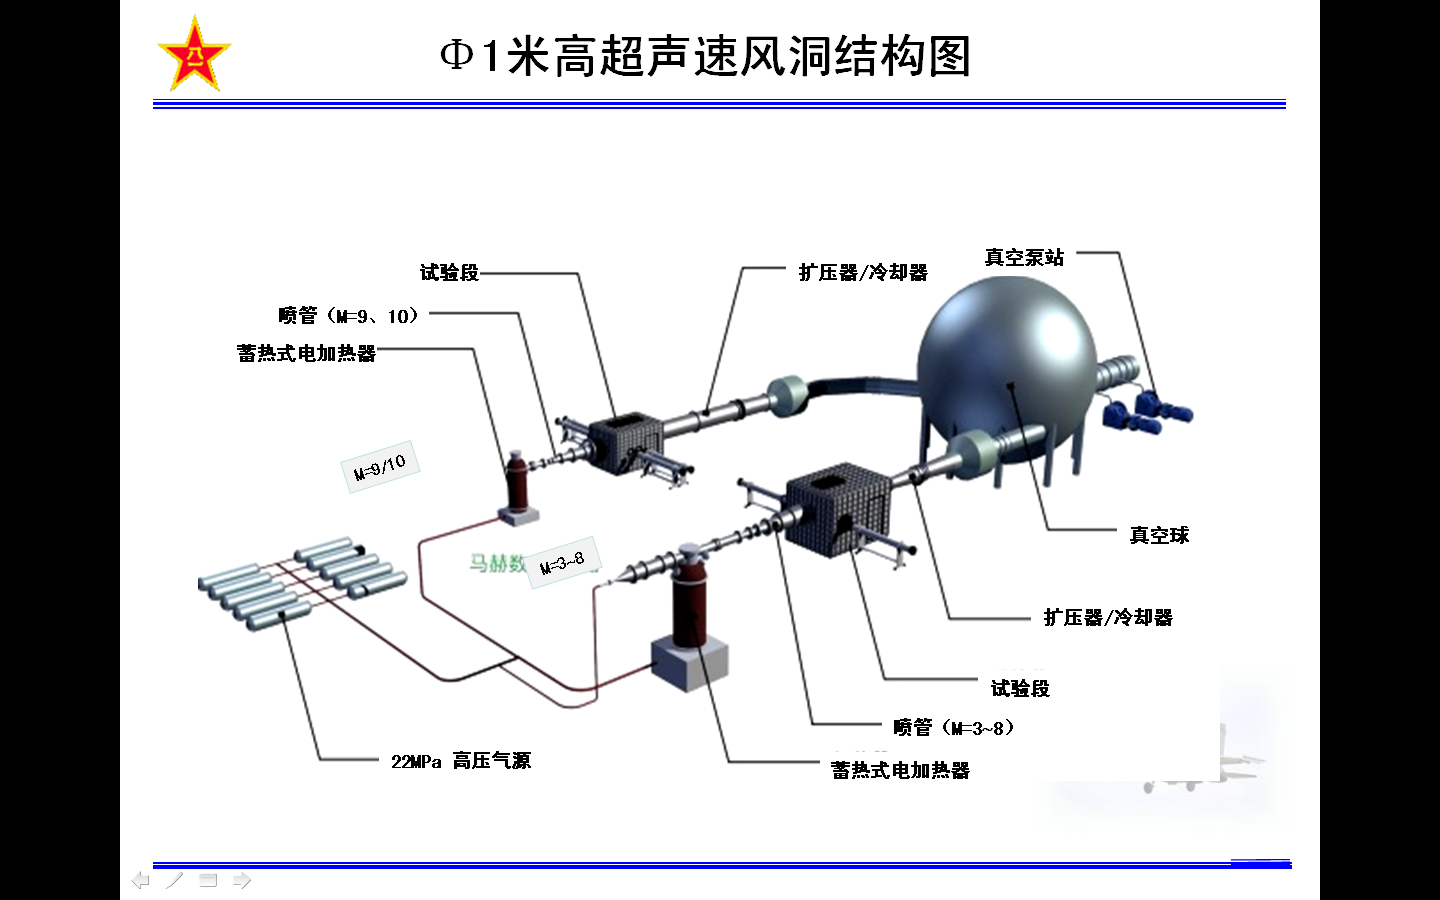 八一
Φ1米高超声速风洞结构图
真空泵站
试验段
扩压器/冷却器
喷管（M=9、10）
蓄热式电加热器
M=9/10
真空球
马赫数
M=3~8
扩压器/冷却器
试验段
喷管（M=3~8）
22MPa 高压气源
蓄热式电加热器